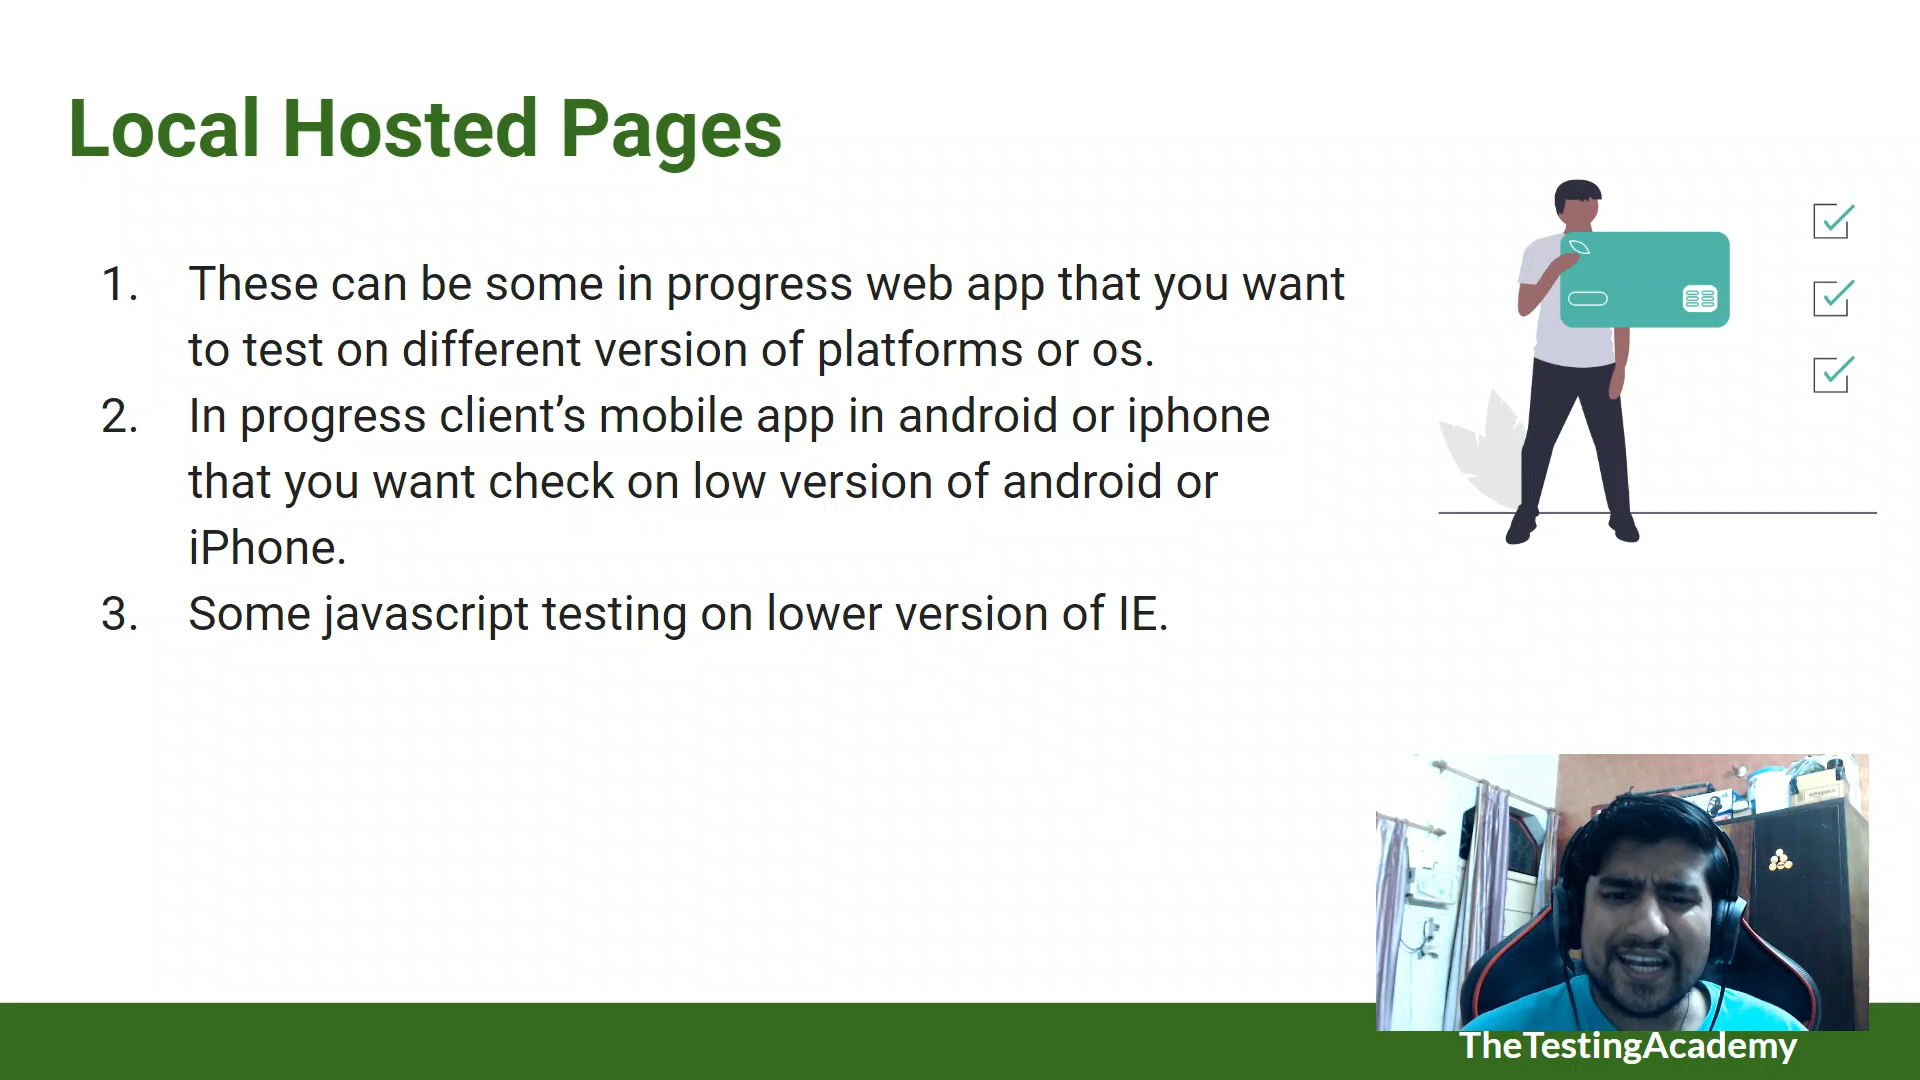 Local Hosted Pages
1. These can be some in progress web app that you want
to test on different version of platforms or os.
2. In progress client’s mobile app in android or iphone
that you want check on low version of android or
iPhone.
3. Some javascript testing on lower version of IE.
TheTestingAcademy